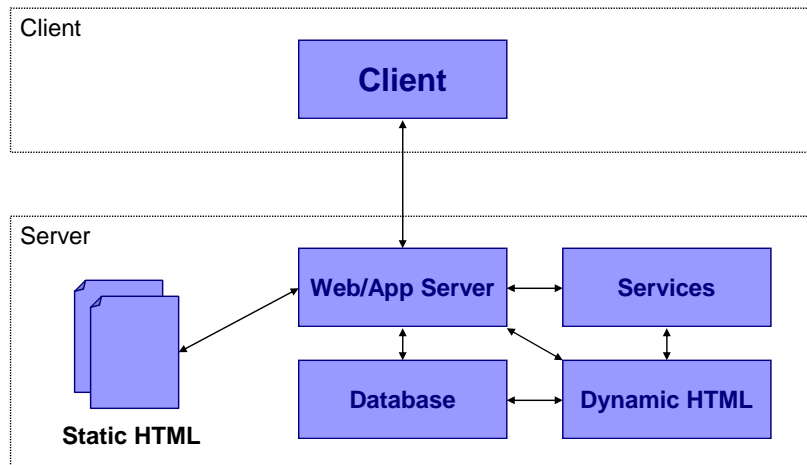 Client
Client
Server
Web/App Server
Services
Database
Dynamic HTML
Static HTML